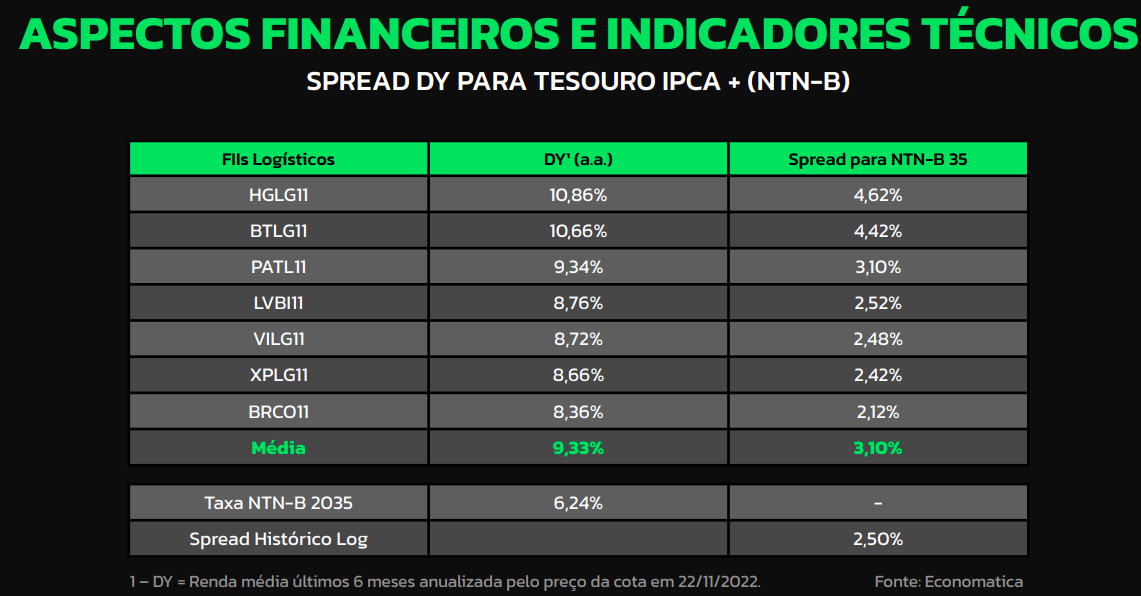 ASPECTOS FINANCEIROS E INDICADORES TÉCNICOS
SPREAD DY PARA TESOURO IPCA + (NTN-B)
FIIs Logísticos DY¹ (a.a.) Spread para NTN-B 35
HGLG11 10,86% 4,62%
BTLG11 10,66% 4,42%
PATL11 9,34% 3,10%
LVBI11 8,76% 2,52%
VILG11 8,72% 2,48%
XPLG11 8,66% 2,42%
BRCO11 8,36% 2,12%
Média 9,33% 3,10%
Taxa NTN-B 2035 6,24% -
Spread Histórico Log 2,50%
1 – DY = Renda média últimos 6 meses anualizada pelo preço da cota em 22/11/2022. Fonte: Economatica